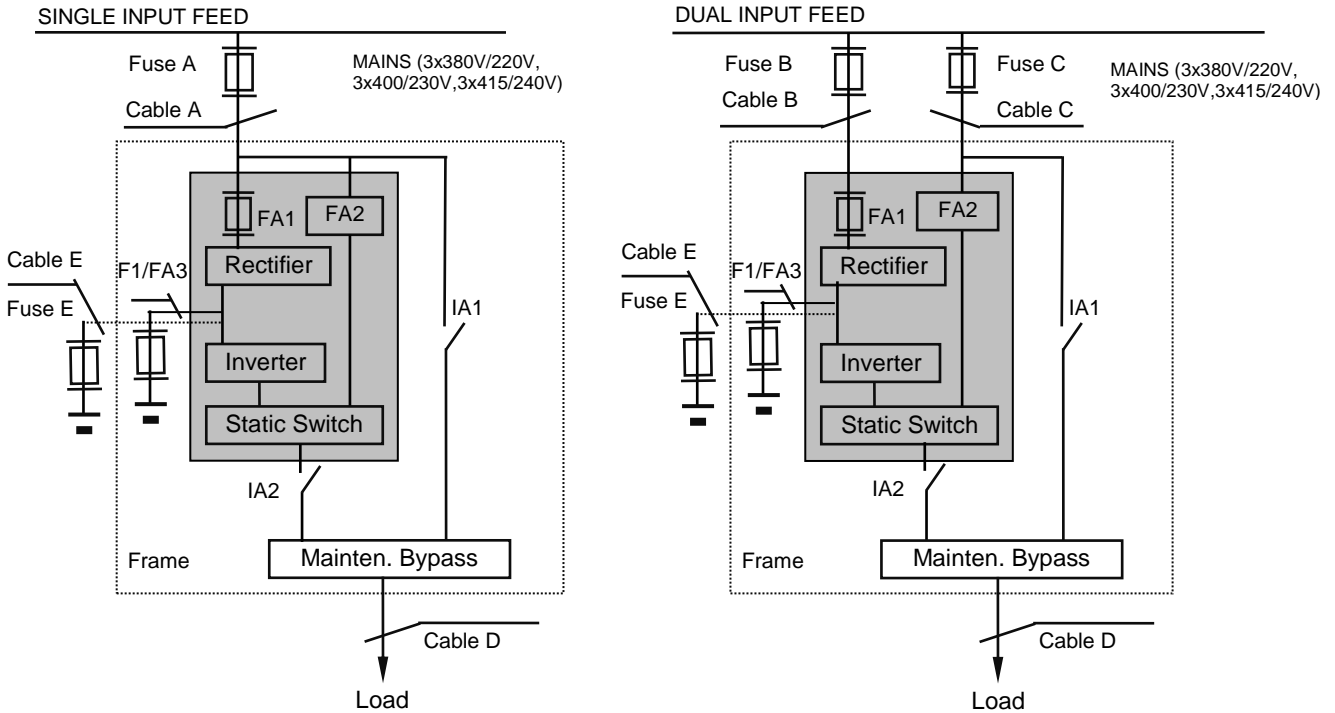 SINGLE INPUT FEED
Fuse A
MAINS (3x380V/220V,
3x400/230V,3x415/240V)
Cable A
FA1
FA2
Rectifier
Cable E
F1/FA3
Fuse E
IA1
Inverter
Static Switch
IA2
Frame
Mainten. Bypass
Cable D
Load
DUAL INPUT FEED
Fuse B
Fuse C
MAINS (3x380V/220V,
3x400/230V,3x415/240V)
Cable B
Cable C
FA1
FA2
Rectifier
Cable E
F1/FA3
Fuse E
IA1
Inverter
Static Switch
IA2
Frame
Mainten. Bypass
Cable D
Load